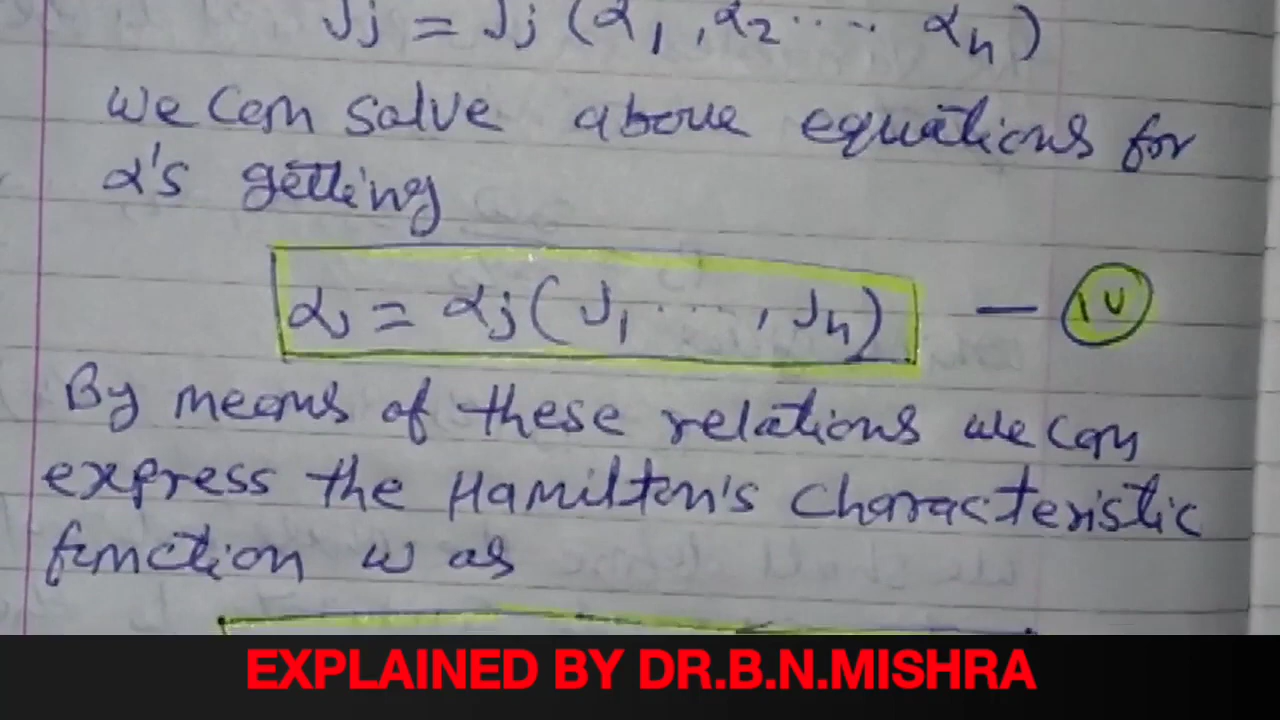 Jj = Jj (α1, α2 .... αn)
we can solve above equations for
α's getting
αj = αj (J1 ...., Jn) — IV
By means of these relations we can
express the Hamilton's characteristic
function w as
EXPLAINED BY DR.B.N.MISHRA